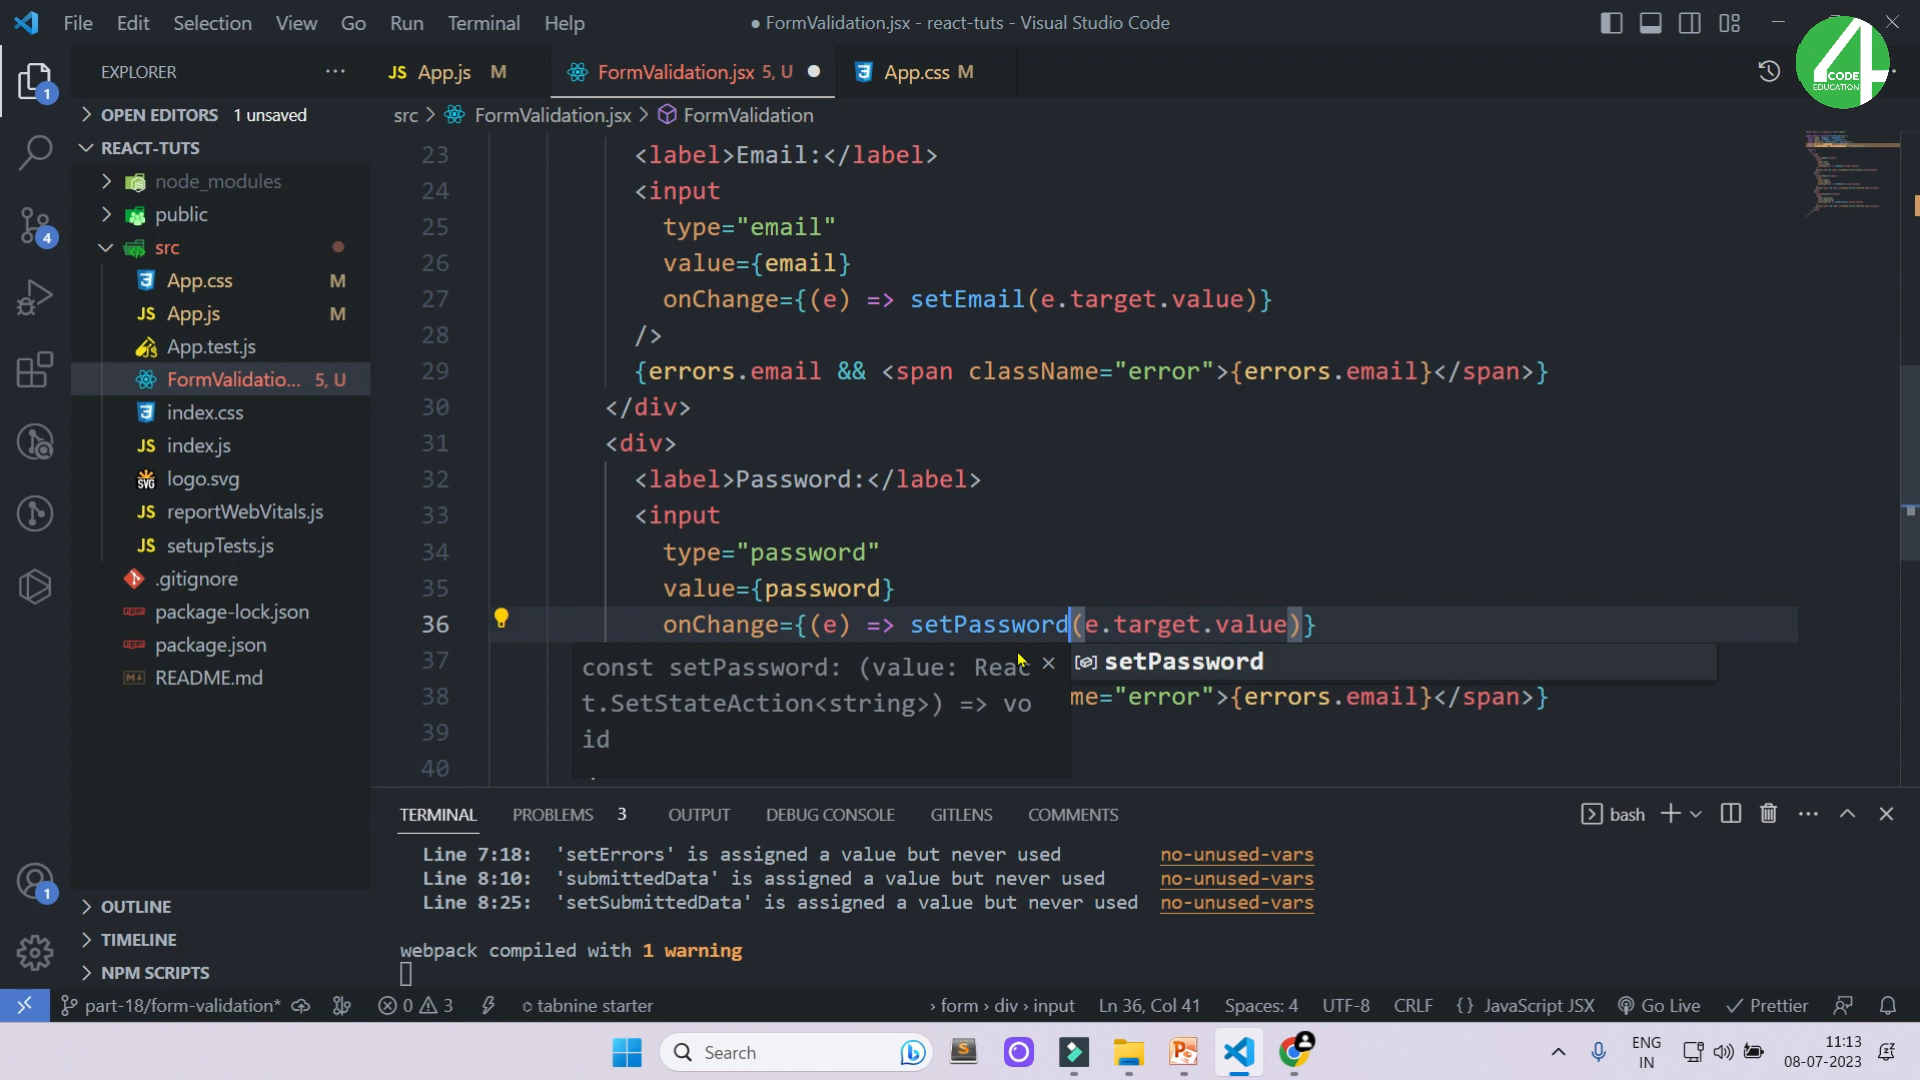 File Edit Selection View Go Run Terminal Help
● FormValidation.jsx - react-tuts - Visual Studio Code
CODE
EDUCATION
EXPLORER
JS App.js M
FormValidation.jsx 5, U
App.css M
OPEN EDITORS 1 unsaved
src > FormValidation.jsx > FormValidation
REACT-TUTS
node_modules
public
src
App.css M
JS App.js M
App.test.js
FormValidatio... 5, U
index.css
JS index.js
SVG logo.svg
JS reportWebVitals.js
JS setupTests.js
.gitignore
package-lock.json
package.json
README.md
OUTLINE
TIMELINE
NPM SCRIPTS
1
4
1
23 <label>Email:</label>
24 <input
25 type="email"
26 value={email}
27 onChange={(e) => setEmail(e.target.value)}
28 />
29 {errors.email && <span className="error">{errors.email}</span>}
30 </div>
31 <div>
32 <label>Password:</label>
33 <input
34 type="password"
35 value={password}
36 onChange={(e) => setPassword(e.target.value)}
37
38 me="error">{errors.email}</span>}
39
40
const setPassword: (value: Reac
t.SetStateAction<string>) => vo
id
setPassword
TERMINAL PROBLEMS 3 OUTPUT DEBUG CONSOLE GITLENS COMMENTS
bash
Line 7:18: 'setErrors' is assigned a value but never used no-unused-vars
Line 8:10: 'submittedData' is assigned a value but never used no-unused-vars
Line 8:25: 'setSubmittedData' is assigned a value but never used no-unused-vars
webpack compiled with 1 warning
part-18/form-validation* 0 3 tabnine starter › form › div › input Ln 36, Col 41 Spaces: 4 UTF-8 CRLF {} JavaScript JSX Go Live Prettier
Search
ENG
IN
11:13
08-07-2023